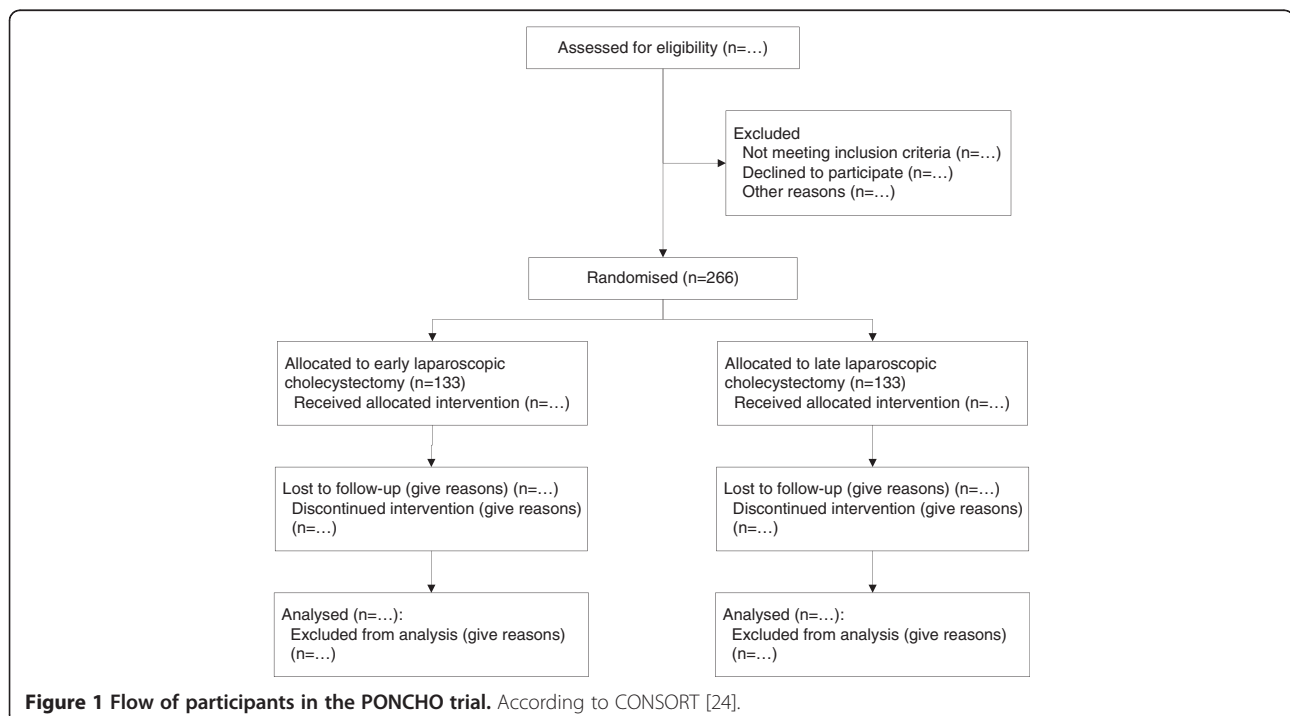 Assessed for eligibility (n=…)
Excluded
Not meeting inclusion criteria (n=…)
Declined to participate (n=…)
Other reasons (n=…)
Randomised (n=266)
Allocated to early laparoscopic
cholecystectomy (n=133)
Received allocated intervention (n=…)
Allocated to late laparoscopic
cholecystectomy (n=133)
Received allocated intervention (n=…)
Lost to follow-up (give reasons) (n=…)
Discontinued intervention (give reasons)
(n=…)
Lost to follow-up (give reasons) (n=…)
Discontinued intervention (give reasons)
(n=…)
Analysed (n=…):
Excluded from analysis (give reasons)
(n=…)
Analysed (n=…):
Excluded from analysis (give reasons)
(n=…)
Figure 1 Flow of participants in the PONCHO trial. According to CONSORT [24].